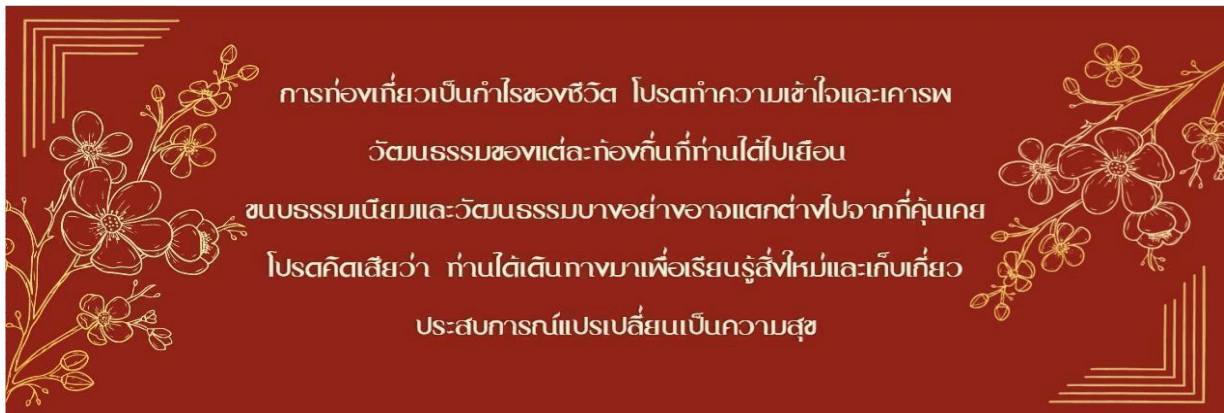 การท่องเที่ยวเป็นกำไรของชีวิต โปรดทำความเข้าใจและเคารพ
วัฒนธรรมของแต่ละท้องถิ่นที่ท่านได้ไปเยือน
ขนบธรรมเนียมและวัฒนธรรมบางอย่างอาจแตกต่างไปจากที่คุ้นเคย
โปรดคิดเสียว่า ท่านได้เดินทางมาเพื่อเรียนรู้สิ่งใหม่และเก็บเกี่ยว
ประสบการณ์แปรเปลี่ยนเป็นความสุข